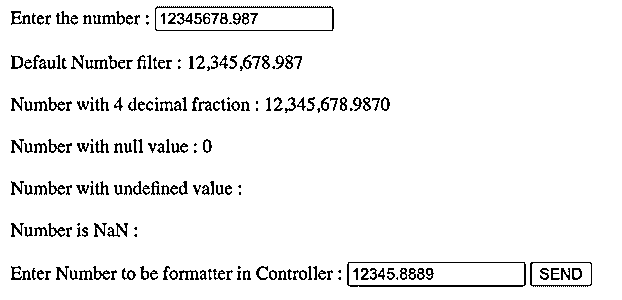 Enter the number : 12345678.987
Default Number filter : 12,345,678.987
Number with 4 decimal fraction : 12,345,678.9870
Number with null value : 0
Number with undefined value :
Number is NaN :
Enter Number to be formatter in Controller : 12345.8889 SEND